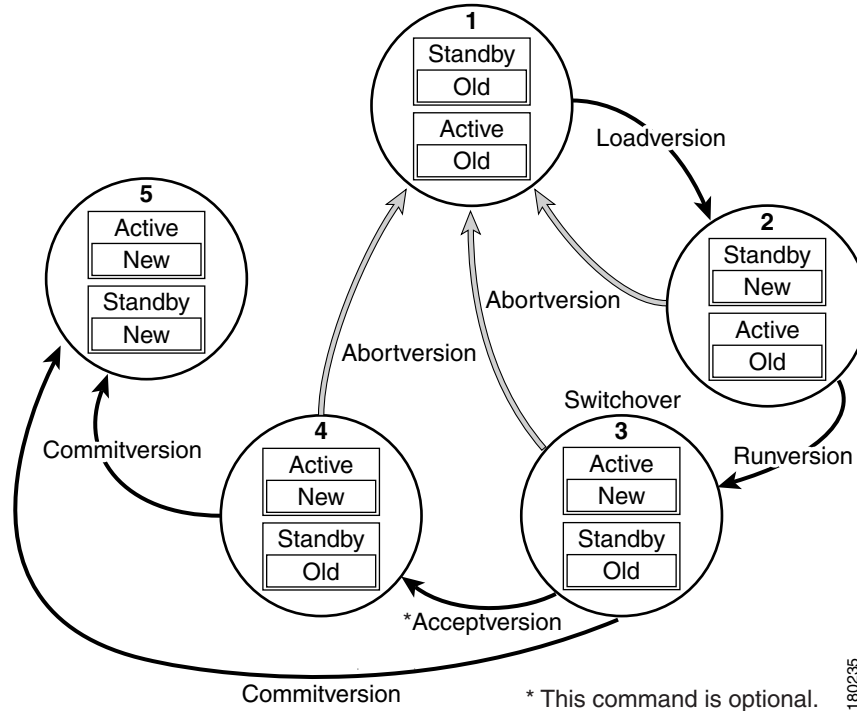 1
Standby
Old
Active
Old
Loadversion
5
Active
New
Standby
New
2
Standby
New
Active
Old
Abortversion
Abortversion
Switchover
Commitversion
4
Active
New
Standby
Old
3
Active
New
Standby
Old
Runversion
*Acceptversion
Commitversion
* This command is optional.
180235